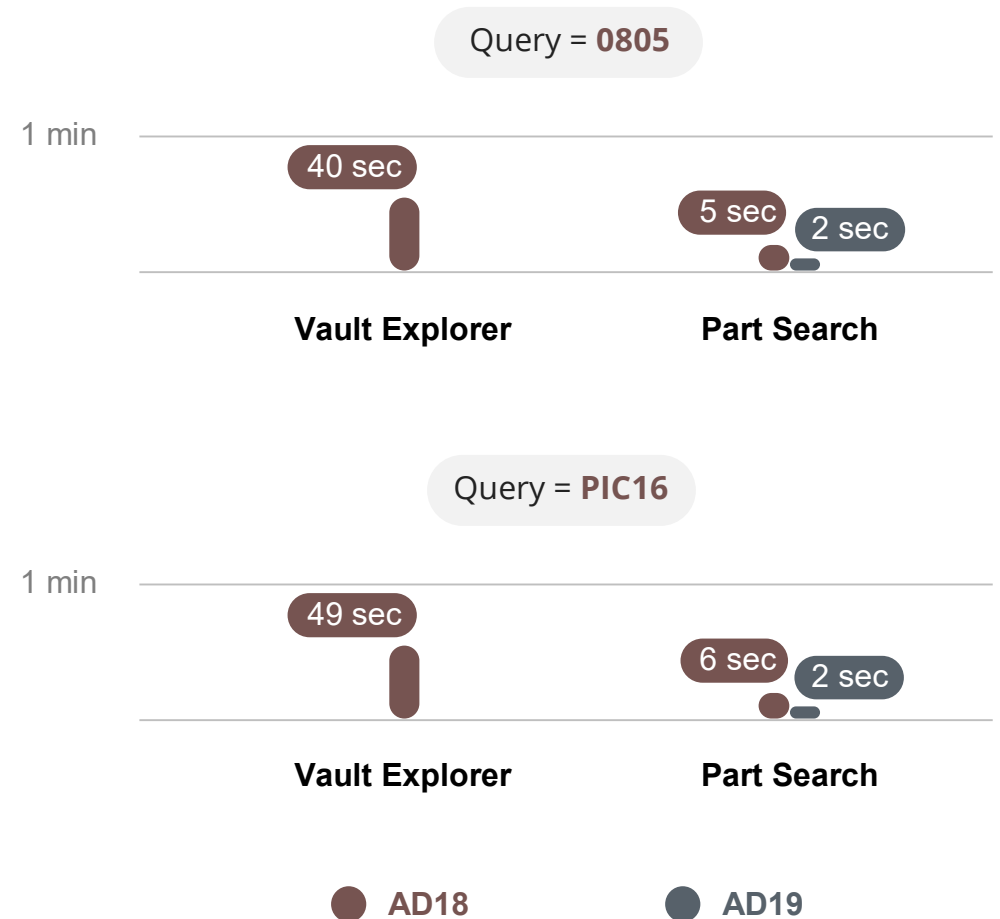 Query = 0805
1 min
40 sec
5 sec
2 sec
Vault Explorer
Part Search
Query = PIC16
1 min
49 sec
6 sec
2 sec
Vault Explorer
Part Search
AD18
AD19